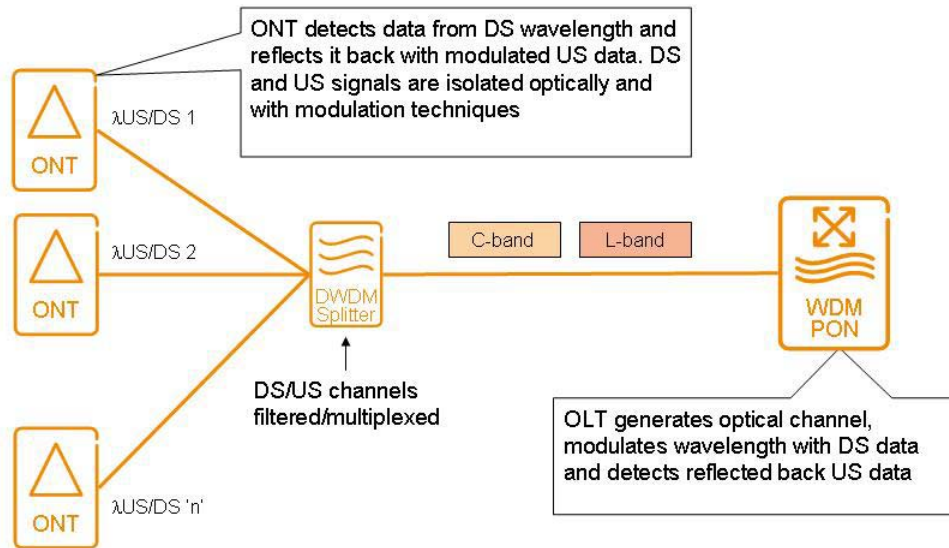 ONT detects data from DS wavelength and
reflects it back with modulated US data. DS
and US signals are isolated optically and
with modulation techniques
λUS/DS 1
ONT
λUS/DS 2
ONT
C-band
L-band
DWDM
Splitter
WDM
PON
DS/US channels
filtered/multiplexed
OLT generates optical channel,
modulates wavelength with DS data
and detects reflected back US data
λUS/DS 'n'
ONT